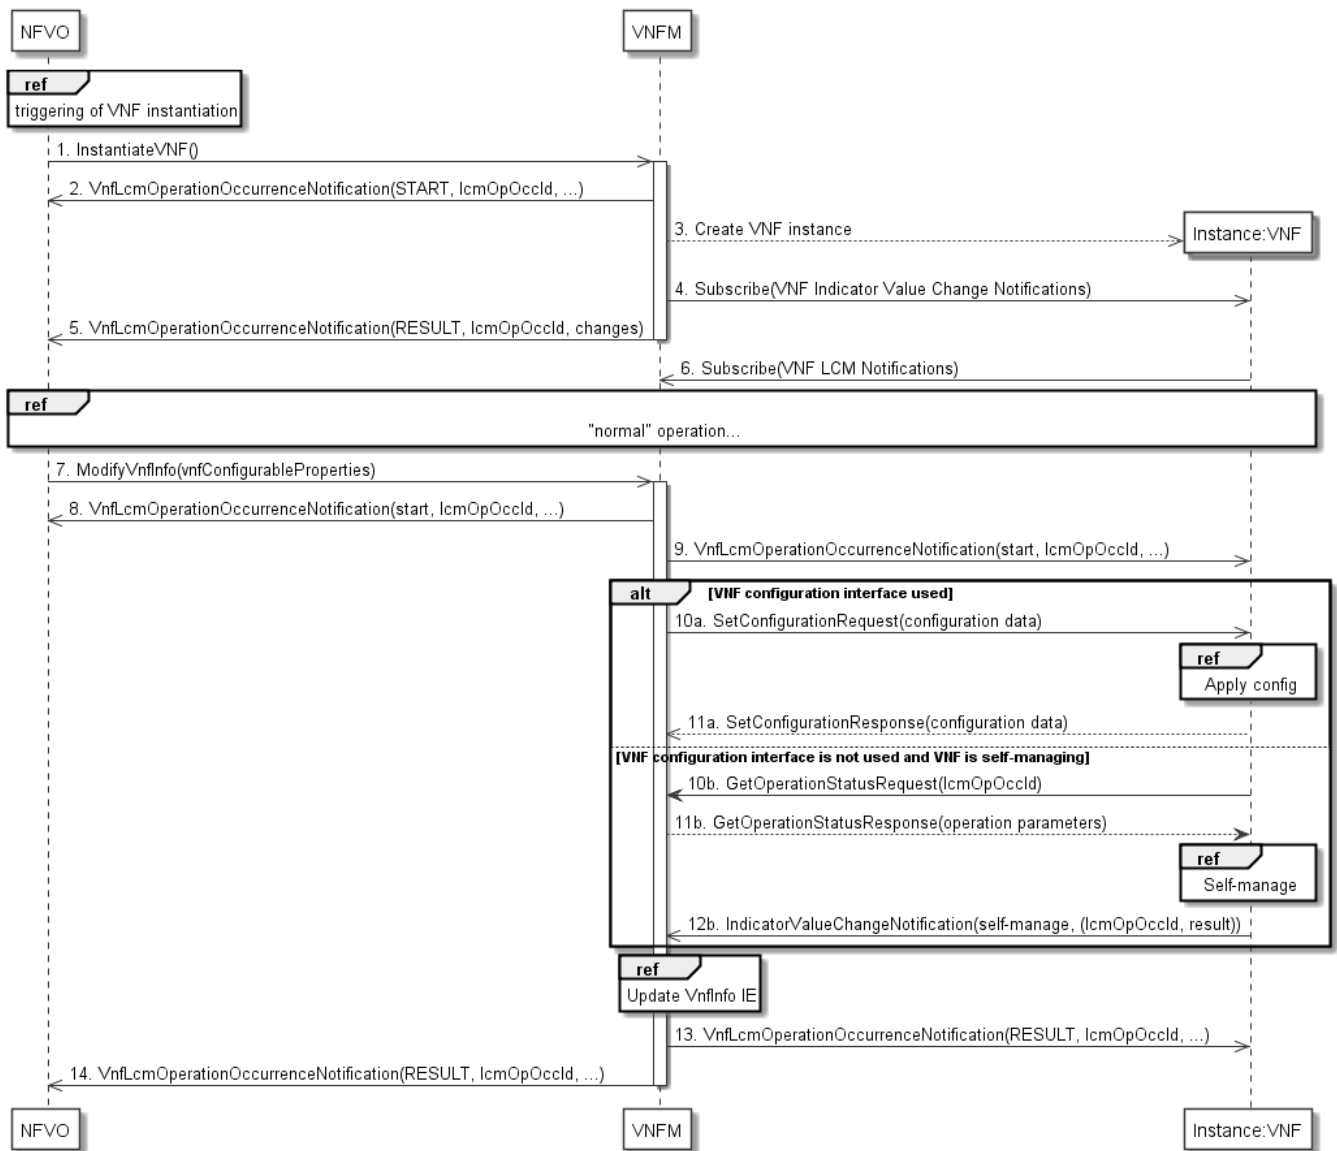 NFVO
VNFM
ref
triggering of VNF instantiation
1. InstantiateVNF()
2. VnfLcmOperationOccurrenceNotification(START, lcmOpOccId, ...)
3. Create VNF instance
Instance:VNF
4. Subscribe(VNF Indicator Value Change Notifications)
5. VnfLcmOperationOccurrenceNotification(RESULT, lcmOpOccId, changes)
6. Subscribe(VNF LCM Notifications)
ref
"normal" operation...
7. ModifyVnfInfo(vnfConfigurableProperties)
8. VnfLcmOperationOccurrenceNotification(start, lcmOpOccId, ...)
9. VnfLcmOperationOccurrenceNotification(start, lcmOpOccId, ...)
alt
[VNF configuration interface used]
10a. SetConfigurationRequest(configuration data)
ref
Apply config
11a. SetConfigurationResponse(configuration data)
[VNF configuration interface is not used and VNF is self-managing]
10b. GetOperationStatusRequest(lcmOpOccId)
11b. GetOperationStatusResponse(operation parameters)
ref
Self-manage
12b. IndicatorValueChangeNotification(self-manage, (lcmOpOccId, result))
ref
Update VnfInfo IE
13. VnfLcmOperationOccurrenceNotification(RESULT, lcmOpOccId, ...)
14. VnfLcmOperationOccurrenceNotification(RESULT, lcmOpOccId, ...)
NFVO
VNFM
Instance:VNF